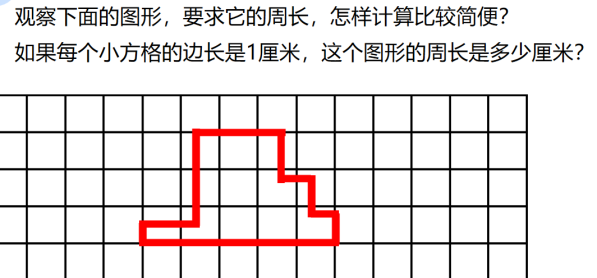 观察下面的图形，要求它的周长，怎样计算比较简便？
如果每个小方格的边长是1厘米，这个图形的周长是多少厘米？